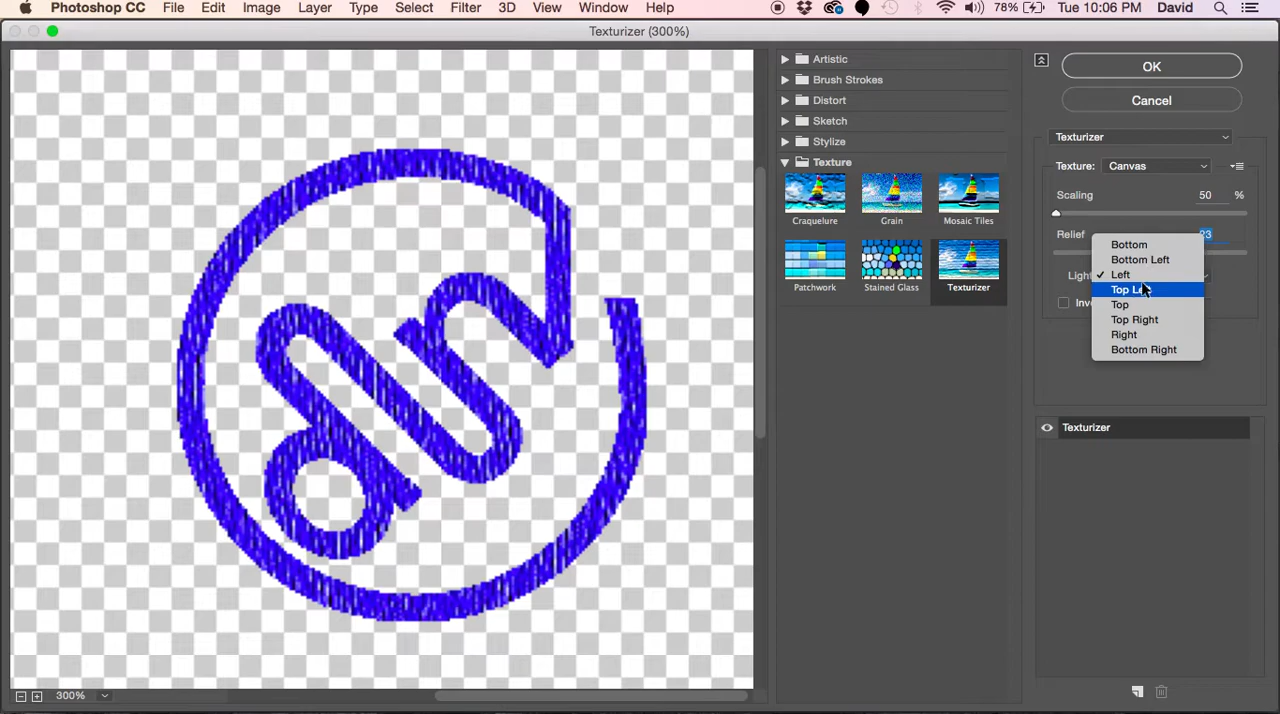 Photoshop CC File Edit Image Layer Type Select Filter 3D View Window Help 78% Tue 10:06 PM David
Texturizer (300%)
Artistic
Brush Strokes
Distort
Sketch
Stylize
Texture
Craquelure Grain Mosaic Tiles
Patchwork Stained Glass Texturizer
OK
Cancel
Texturizer
Texture: Canvas
Scaling 50 %
Relief 23
Light
Bottom
Bottom Left
Left
Top
Top Right
Right
Bottom Right
Texturizer
300%